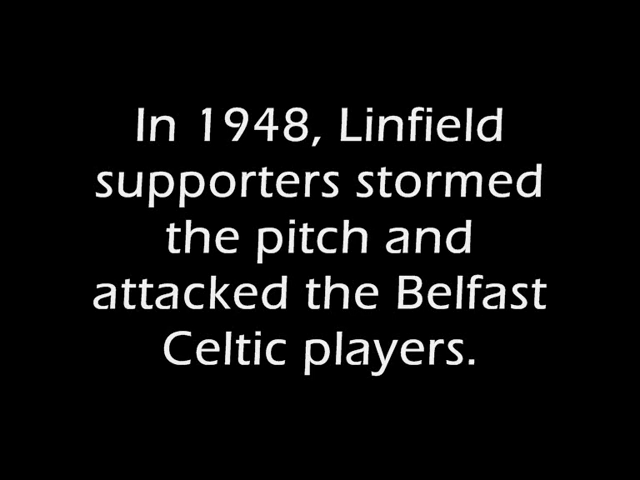 In 1948, Linfield
supporters stormed
the pitch and
attacked the Belfast
Celtic players.